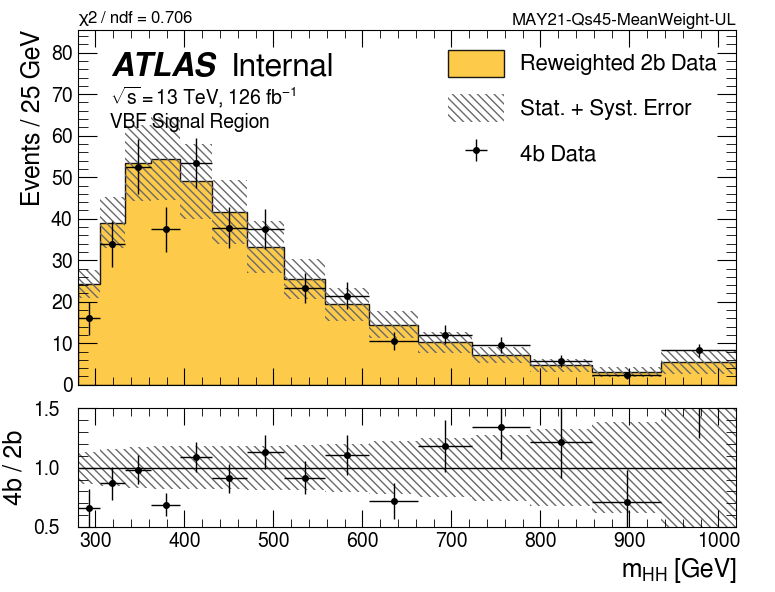 χ2 / ndf = 0.706
MAY21-Qs45-MeanWeight-UL
Events / 25 GeV
80
70
60
50
40
30
20
10
0
ATLAS Internal
√s = 13 TeV, 126 fb⁻¹
VBF Signal Region
Reweighted 2b Data
Stat. + Syst. Error
4b Data
4b / 2b
1.5
1.0
0.5
300 400 500 600 700 800 900 1000
mHH [GeV]